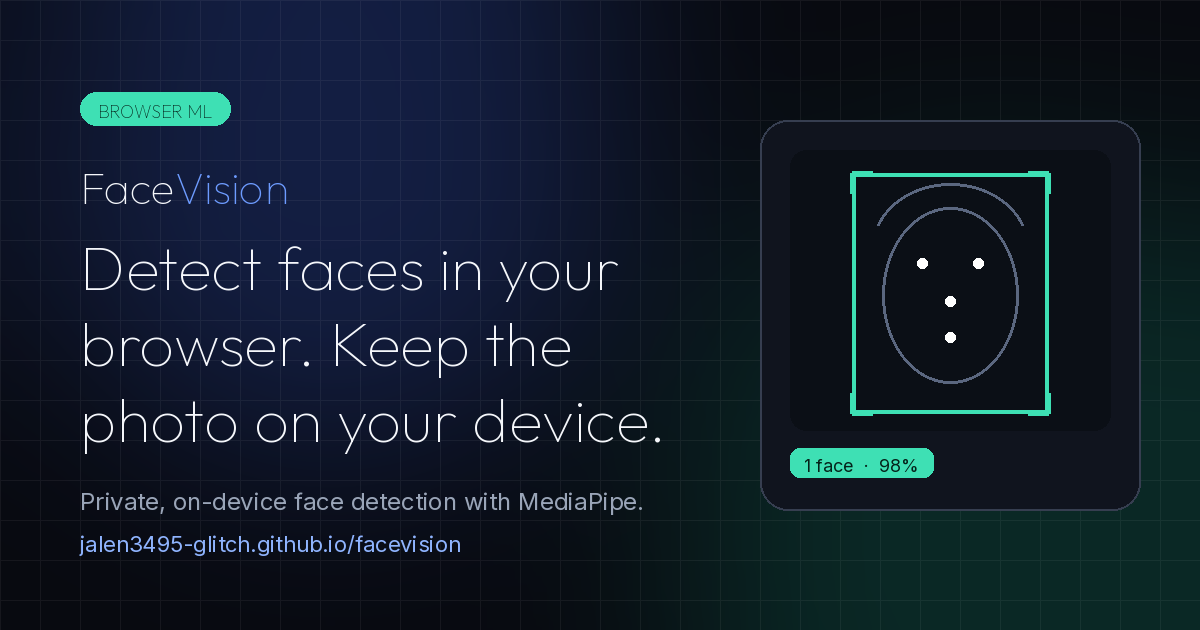 BROWSER ML
FaceVision
Detect faces in your
browser. Keep the
photo on your device.
Private, on-device face detection with MediaPipe.
jalen3495-glitch.github.io/facevision
1 face · 98%